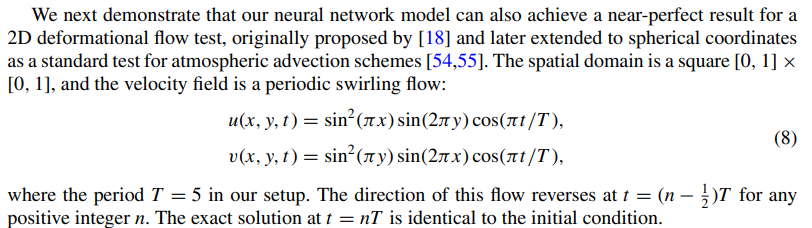 We next demonstrate that our neural network model can also achieve a near-perfect result for a
2D deformational flow test, originally proposed by [18] and later extended to spherical coordinates
as a standard test for atmospheric advection schemes [54,55]. The spatial domain is a square [0, 1] ×
[0, 1], and the velocity field is a periodic swirling flow:
u(x, y, t) = sin²(πx) sin(2πy) cos(πt/T),
v(x, y, t) = sin²(πy) sin(2πx) cos(πt/T),
(8)
where the period T = 5 in our setup. The direction of this flow reverses at t = (n − ½)T for any
positive integer n. The exact solution at t = nT is identical to the initial condition.